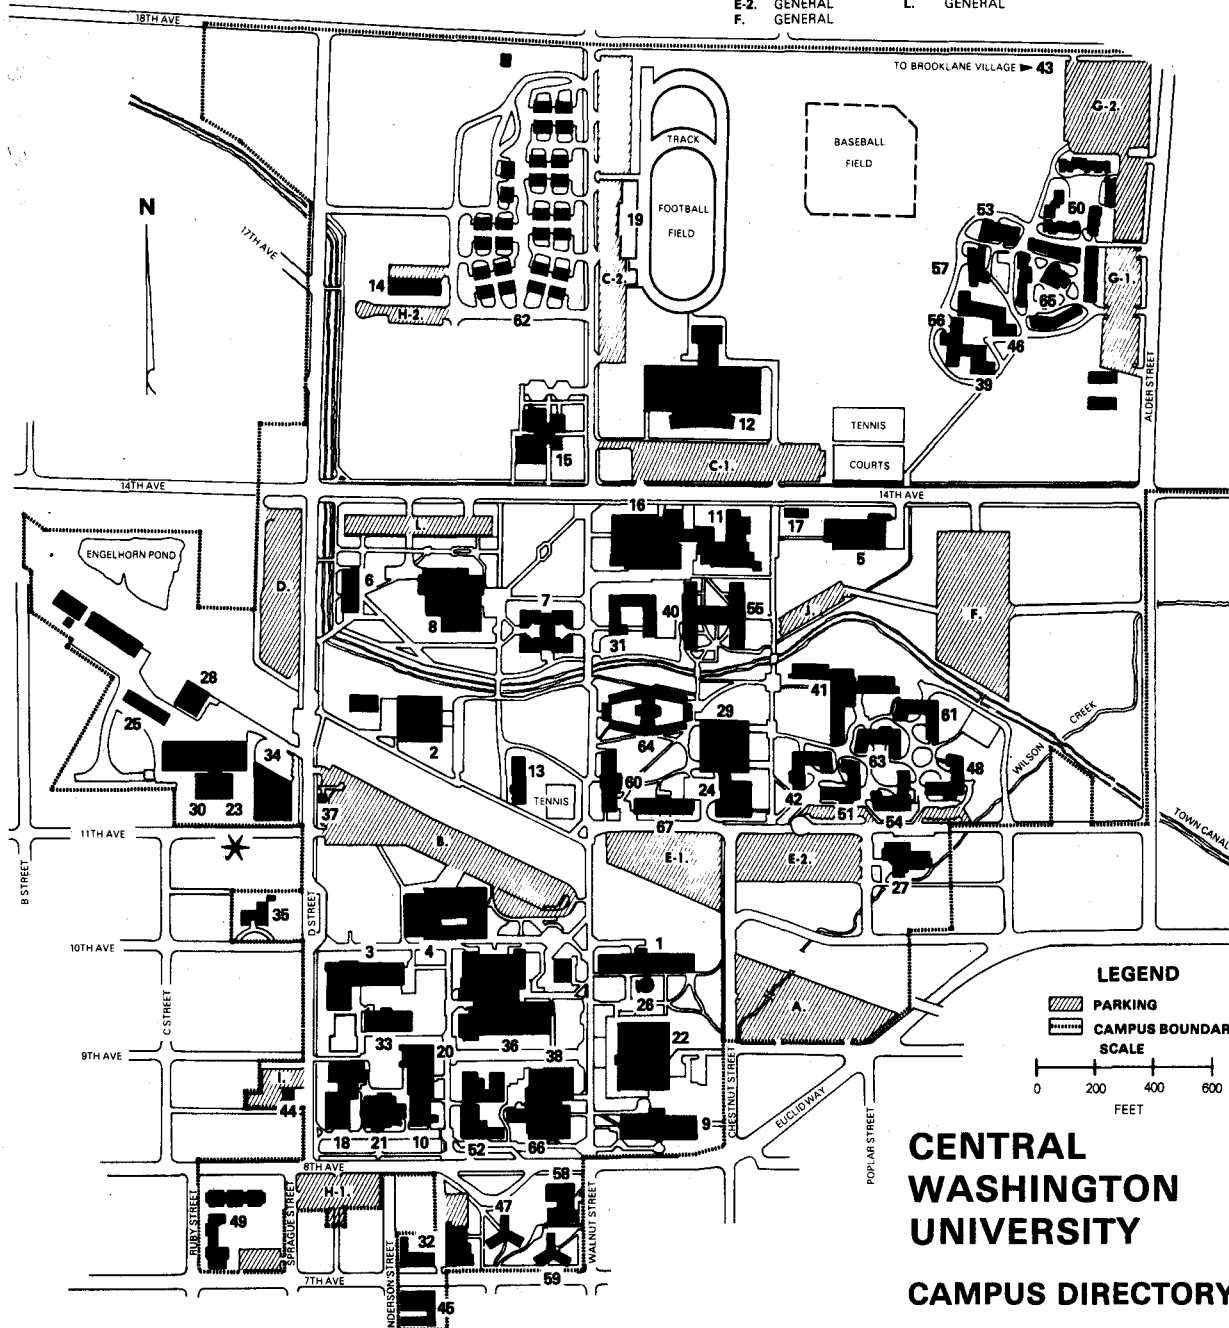 E-2. GENERAL L. GENERAL
F. GENERAL
18TH AVE
TO BROOKLANE VILLAGE ► 43
G-2.
TRACK
BASEBALL
FIELD
N
50
53
FOOTBALL
FIELD
19
17TH AVE
57
14
C-2.
G-1.
65
H-2.
62
56
46
39
ALDER STREET
12
TENNIS
15
C-1.
COURTS
14TH AVE
14TH AVE
16
11
17
L.
ENGELHORN POND
5
D.
6
7
40
55
J.
F.
8
31
28
41
29
61
CREEK
25
2
64
63
WILSON
34
13
60
48
30
23
37
TENNIS
24
42
51
54
TOWN CANAL
67
11TH AVE
B.
E-1.
E-2.
27
B STREET
35
D STREET
10TH AVE
3
4
1
LEGEND
PARKING
CAMPUS BOUNDAR
SCALE
0 200 400 600
FEET
26
A.
C STREET
33
36
22
9TH AVE
20
38
I.
44
CHESTNUT STREET
EUCLID WAY
POPLAR STREET
18
21
10
52
66
9
8TH AVE
58
CENTRAL
WASHINGTON
UNIVERSITY
H-1.
RUBY STREET
49
SPRAGUE STREET
47
WALNUT STREET
32
7TH AVE
59
NDERSON STREET
45
CAMPUS DIRECTORY